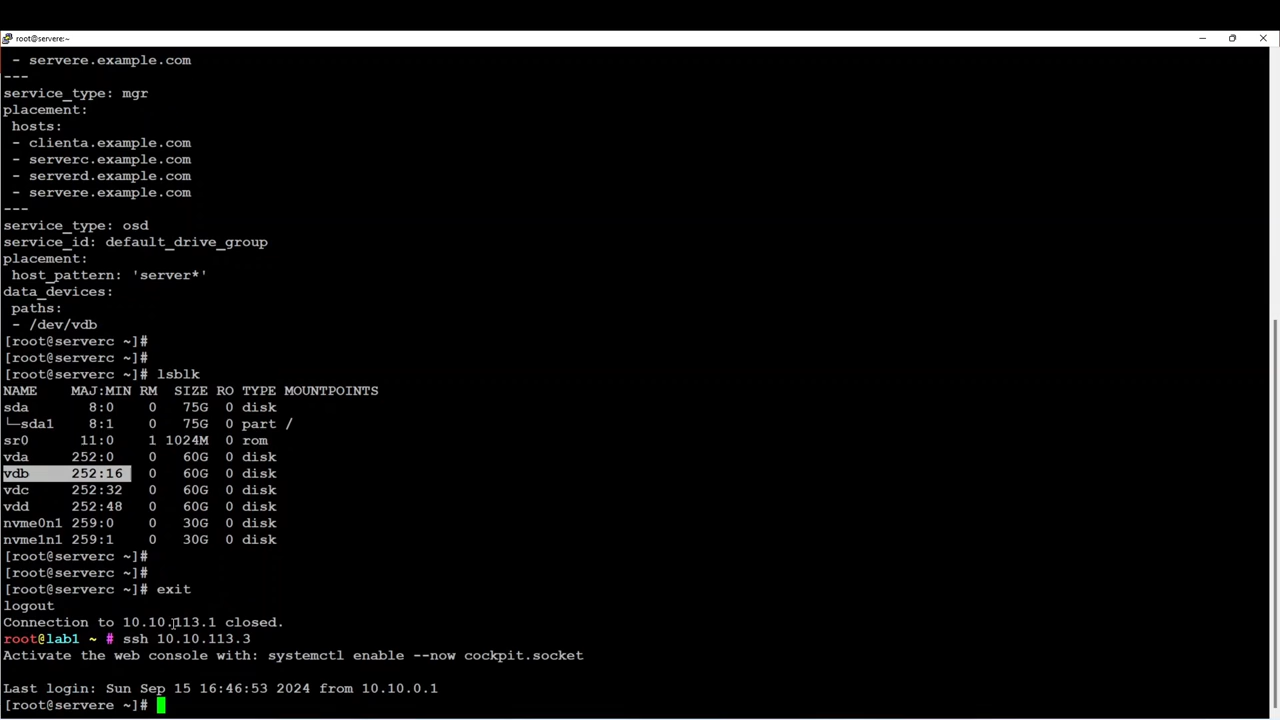 root@servere:~
- servere.example.com
---
service_type: mgr
placement:
hosts:
- clienta.example.com
- serverc.example.com
- serverd.example.com
- servere.example.com
---
service_type: osd
service_id: default_drive_group
placement:
host_pattern: 'server*'
data_devices:
paths:
- /dev/vdb
[root@serverc ~]#
[root@serverc ~]#
[root@serverc ~]# lsblk
NAME MAJ:MIN RM SIZE RO TYPE MOUNTPOINTS
sda 8:0 0 75G 0 disk
└─sda1 8:1 0 75G 0 part /
sr0 11:0 1 1024M 0 rom
vda 252:0 0 60G 0 disk
vdb 252:16 0 60G 0 disk
vdc 252:32 0 60G 0 disk
vdd 252:48 0 60G 0 disk
nvme0n1 259:0 0 30G 0 disk
nvme1n1 259:1 0 30G 0 disk
[root@serverc ~]#
[root@serverc ~]#
[root@serverc ~]# exit
logout
Connection to 10.10.113.1 closed.
root@lab1 ~ # ssh 10.10.113.3
Activate the web console with: systemctl enable --now cockpit.socket
Last login: Sun Sep 15 16:46:53 2024 from 10.10.0.1
[root@servere ~]#